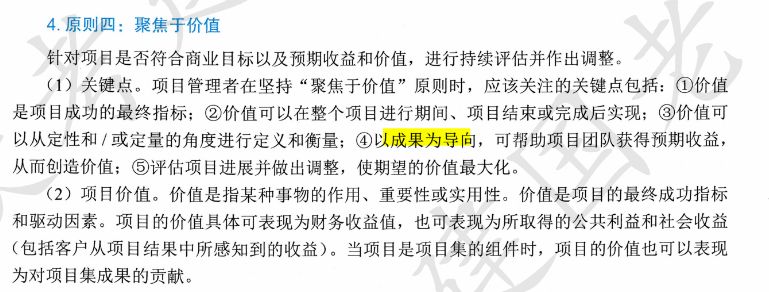 4. 原则四：聚焦于价值
针对项目是否符合商业目标以及预期收益和价值，进行持续评估并作出调整。
（1）关键点。项目管理者在坚持“聚焦于价值”原则时，应该关注的关键点包括：①价值
是项目成功的最终指标；②价值可以在整个项目进行期间、项目结束或完成后实现；③价值可
以从定性和 / 或定量的角度进行定义和衡量；④以成果为导向，可帮助项目团队获得预期收益，
从而创造价值；⑤评估项目进展并做出调整，使期望的价值最大化。
（2）项目价值。价值是指某种事物的作用、重要性或实用性。价值是项目的最终成功指标
和驱动因素。项目的价值具体可表现为财务收益值，也可表现为所取得的公共利益和社会收益
（包括客户从项目结果中所感知到的收益）。当项目是项目集的组件时，项目的价值也可以表现
为对项目集成果的贡献。